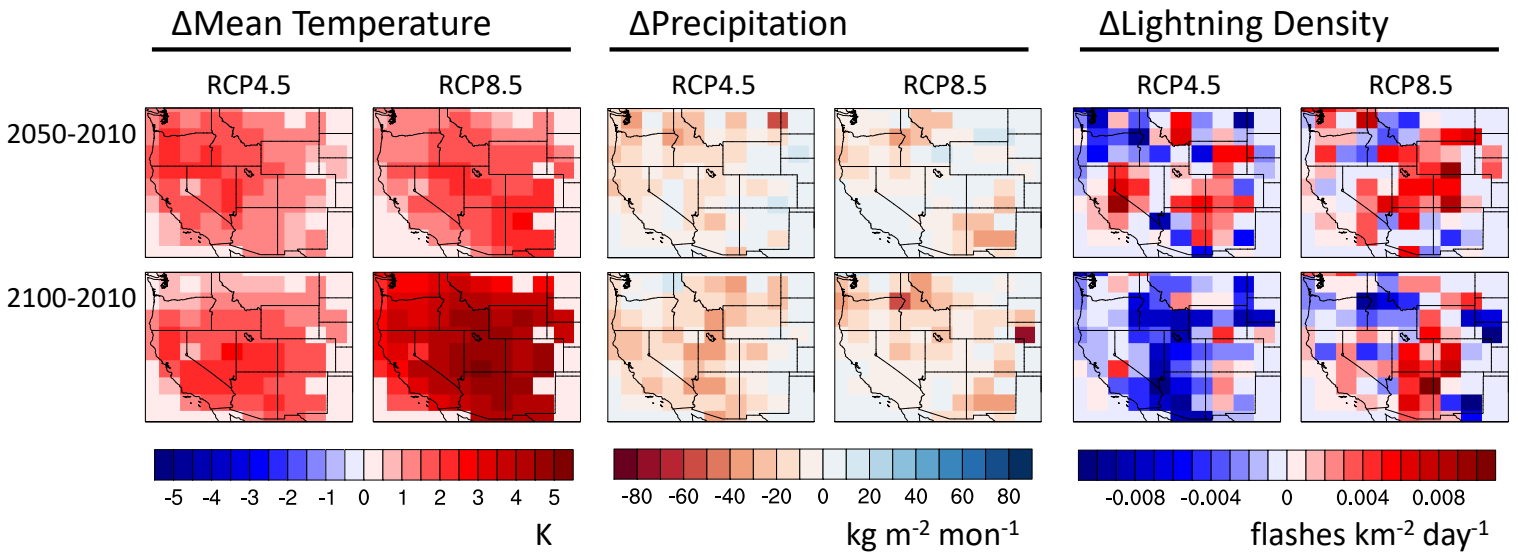 ΔMean Temperature ΔPrecipitation ΔLightning Density
RCP4.5 RCP8.5 RCP4.5 RCP8.5 RCP4.5 RCP8.5
2050-2010
2100-2010
-5 -4 -3 -2 -1 0 1 2 3 4 5
-80 -60 -40 -20 0 20 40 60 80
-0.008 -0.004 0 0.004 0.008
K kg m⁻² mon⁻¹ flashes km⁻² day⁻¹